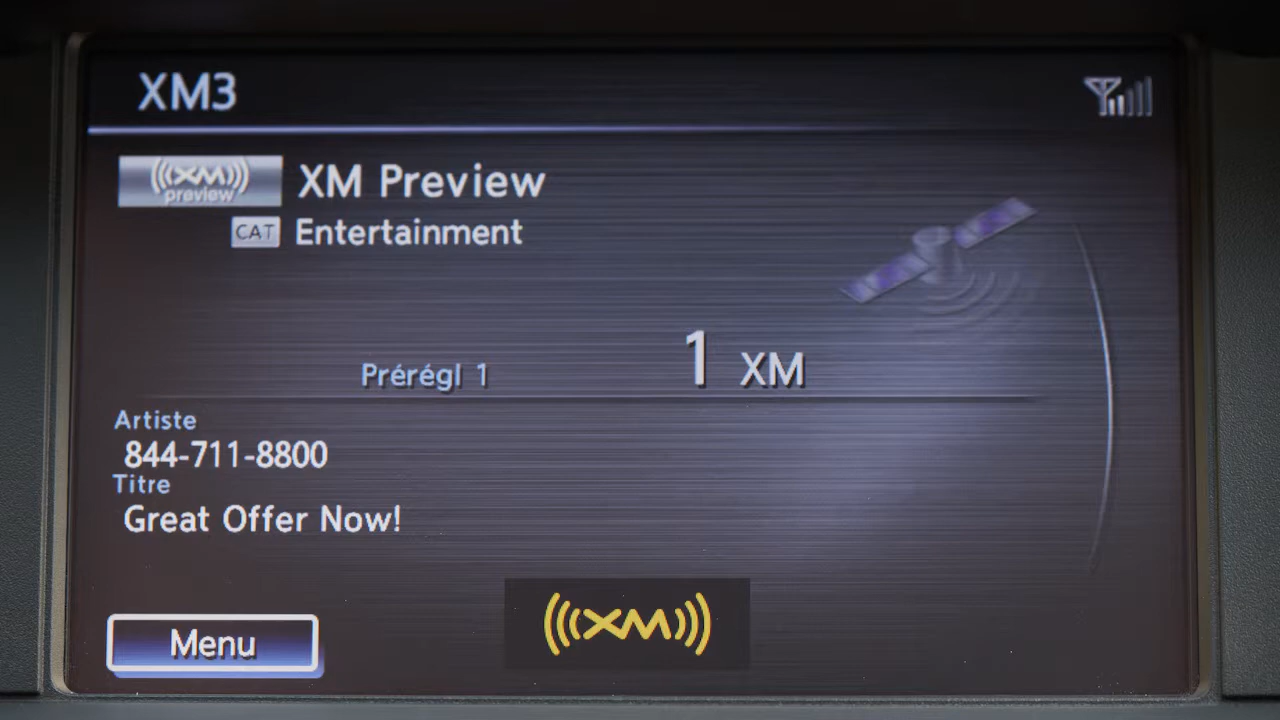 XM3
XM preview
XM Preview
CAT Entertainment
Prérégl 1
1 XM
Artiste
844-711-8800
Titre
Great Offer Now!
Menu
XM